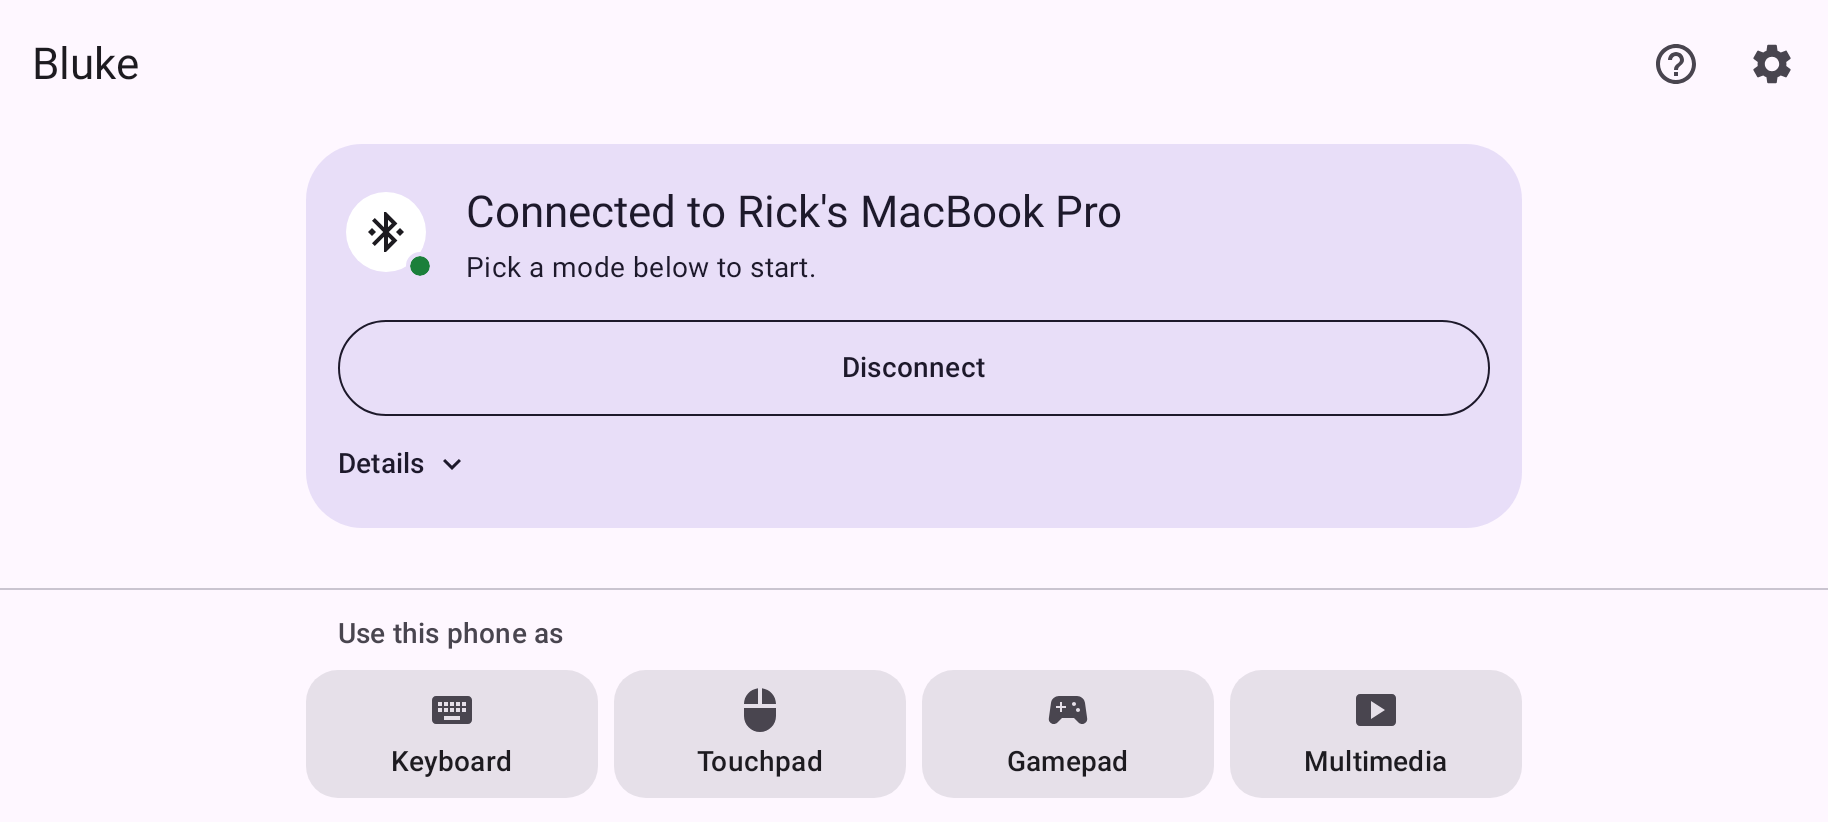 Bluke
Connected to Rick's MacBook Pro
Pick a mode below to start.
Disconnect
Details
Use this phone as
Keyboard
Touchpad
Gamepad
Multimedia